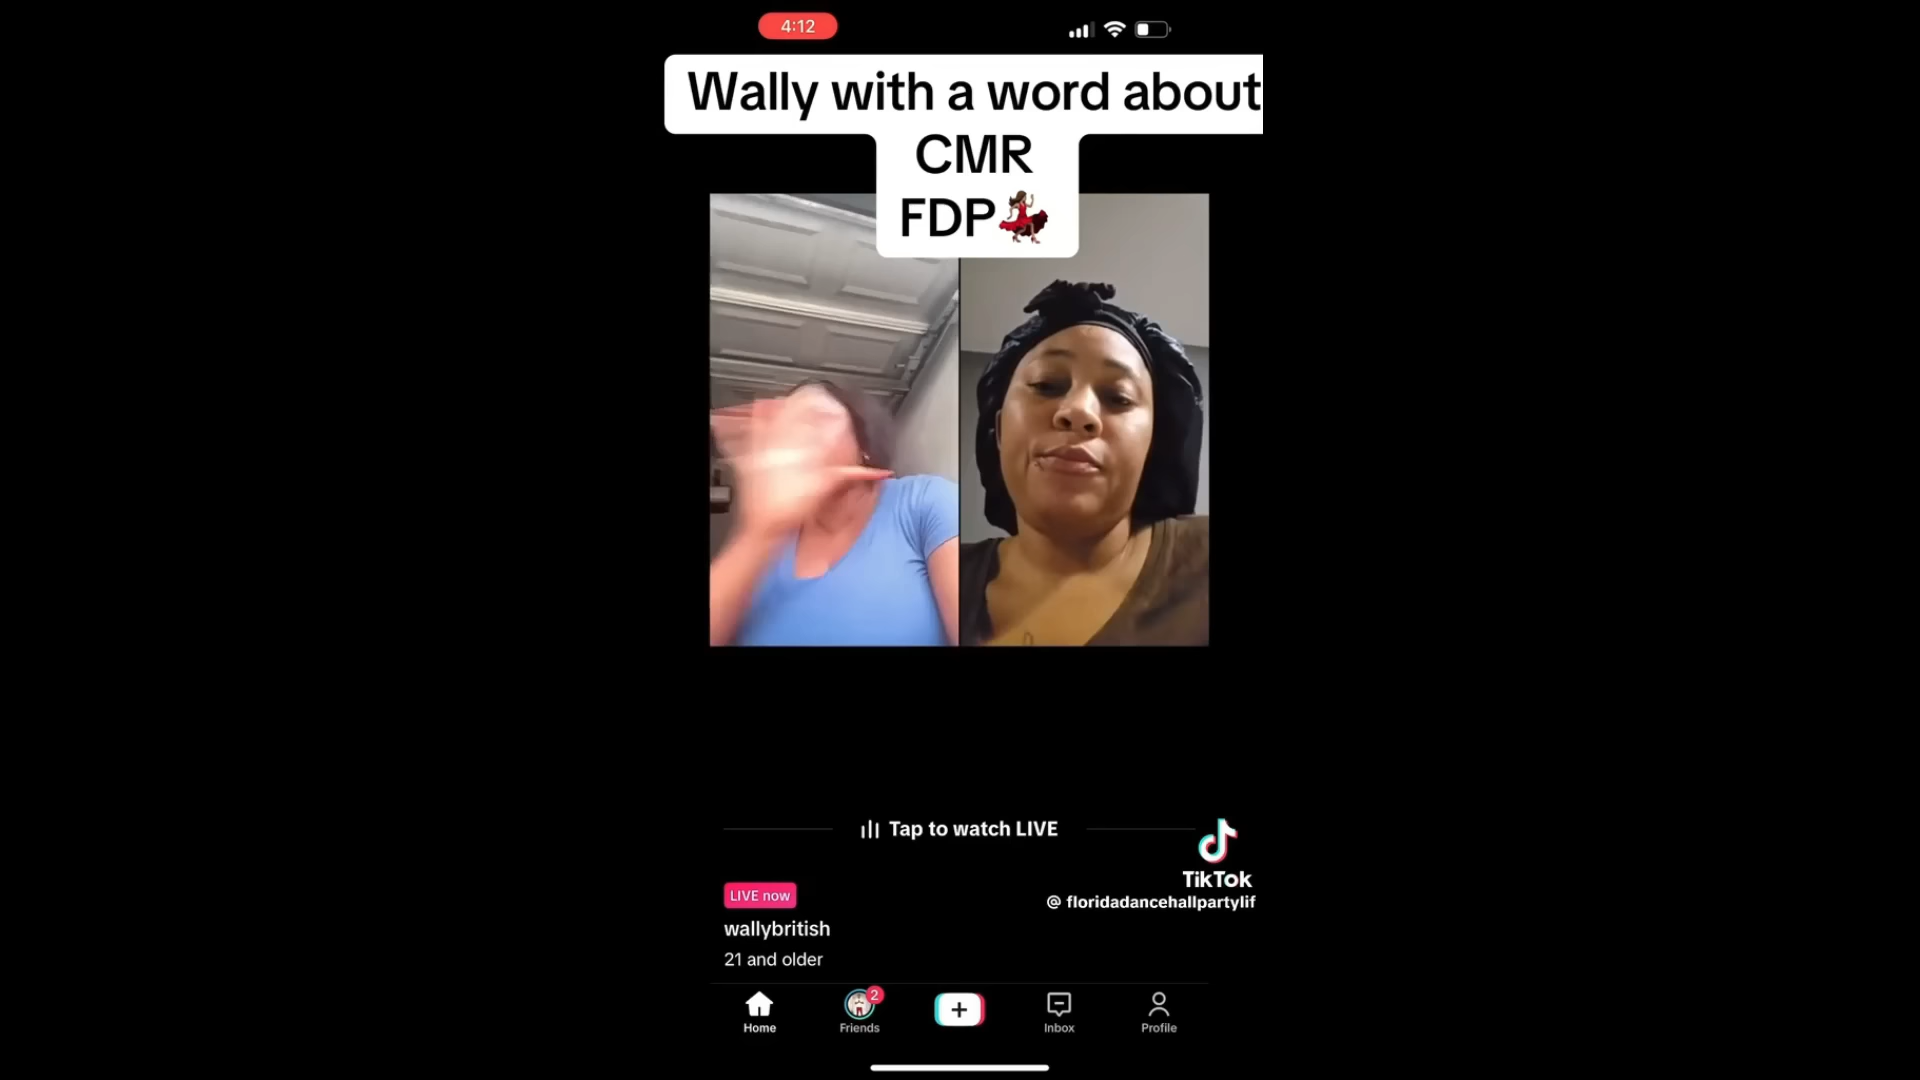 4:12
Wally with a word about
CMR
FDP
Tap to watch LIVE
TikTok
@ floridadancehallpartylif
LIVE now
wallybritish
21 and older
2
Home
Friends
Inbox
Profile